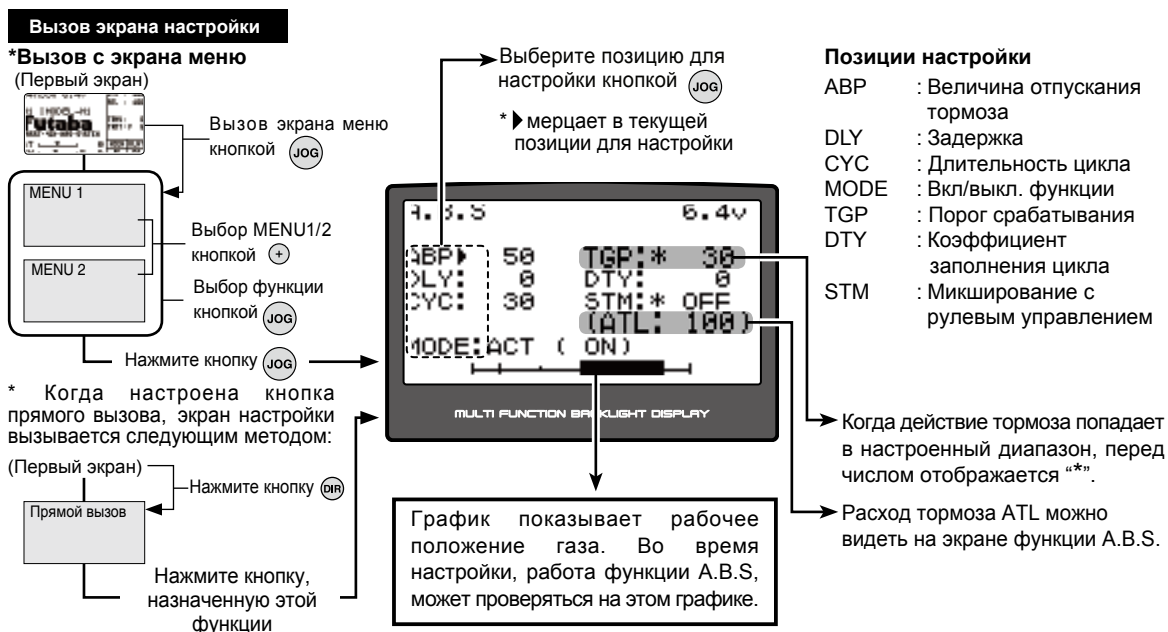 Вызов экрана настройки
*Вызов с экрана меню
(Первый экран)
Futaba
Вызов экрана меню
кнопкой JOG
MENU 1
Выбор MENU1/2
кнопкой +
MENU 2
Выбор функции
кнопкой JOG
Нажмите кнопку JOG
* Когда настроена кнопка
прямого вызова, экран настройки
вызывается следующим методом:
(Первый экран)
Нажмите кнопку DIR
Прямой вызов
Нажмите кнопку,
назначенную этой
функции
Выберите позицию для
настройки кнопкой JOG
* мерцает в текущей
позиции для настройки
A.B.S 6.4v
ABP 50 TGP:* 30
DLY: 0 DTY: 0
CYC: 30 STM:* OFF
(ATL: 100)
MODE:ACT ( ON)
MULTI FUNCTION BACKLIGHT DISPLAY
График показывает рабочее
положение газа. Во время
настройки, работа функции A.B.S,
может проверяться на этом графике.
Позиции настройки
ABP : Величина отпускания
тормоза
DLY : Задержка
CYC : Длительность цикла
MODE : Вкл/выкл. функции
TGP : Порог срабатывания
DTY : Коэффициент
заполнения цикла
STM : Микширование с
рулевым управлением
Когда действие тормоза попадает
в настроенный диапазон, перед
числом отображается “*”.
Расход тормоза ATL можно
видеть на экране функции A.B.S.